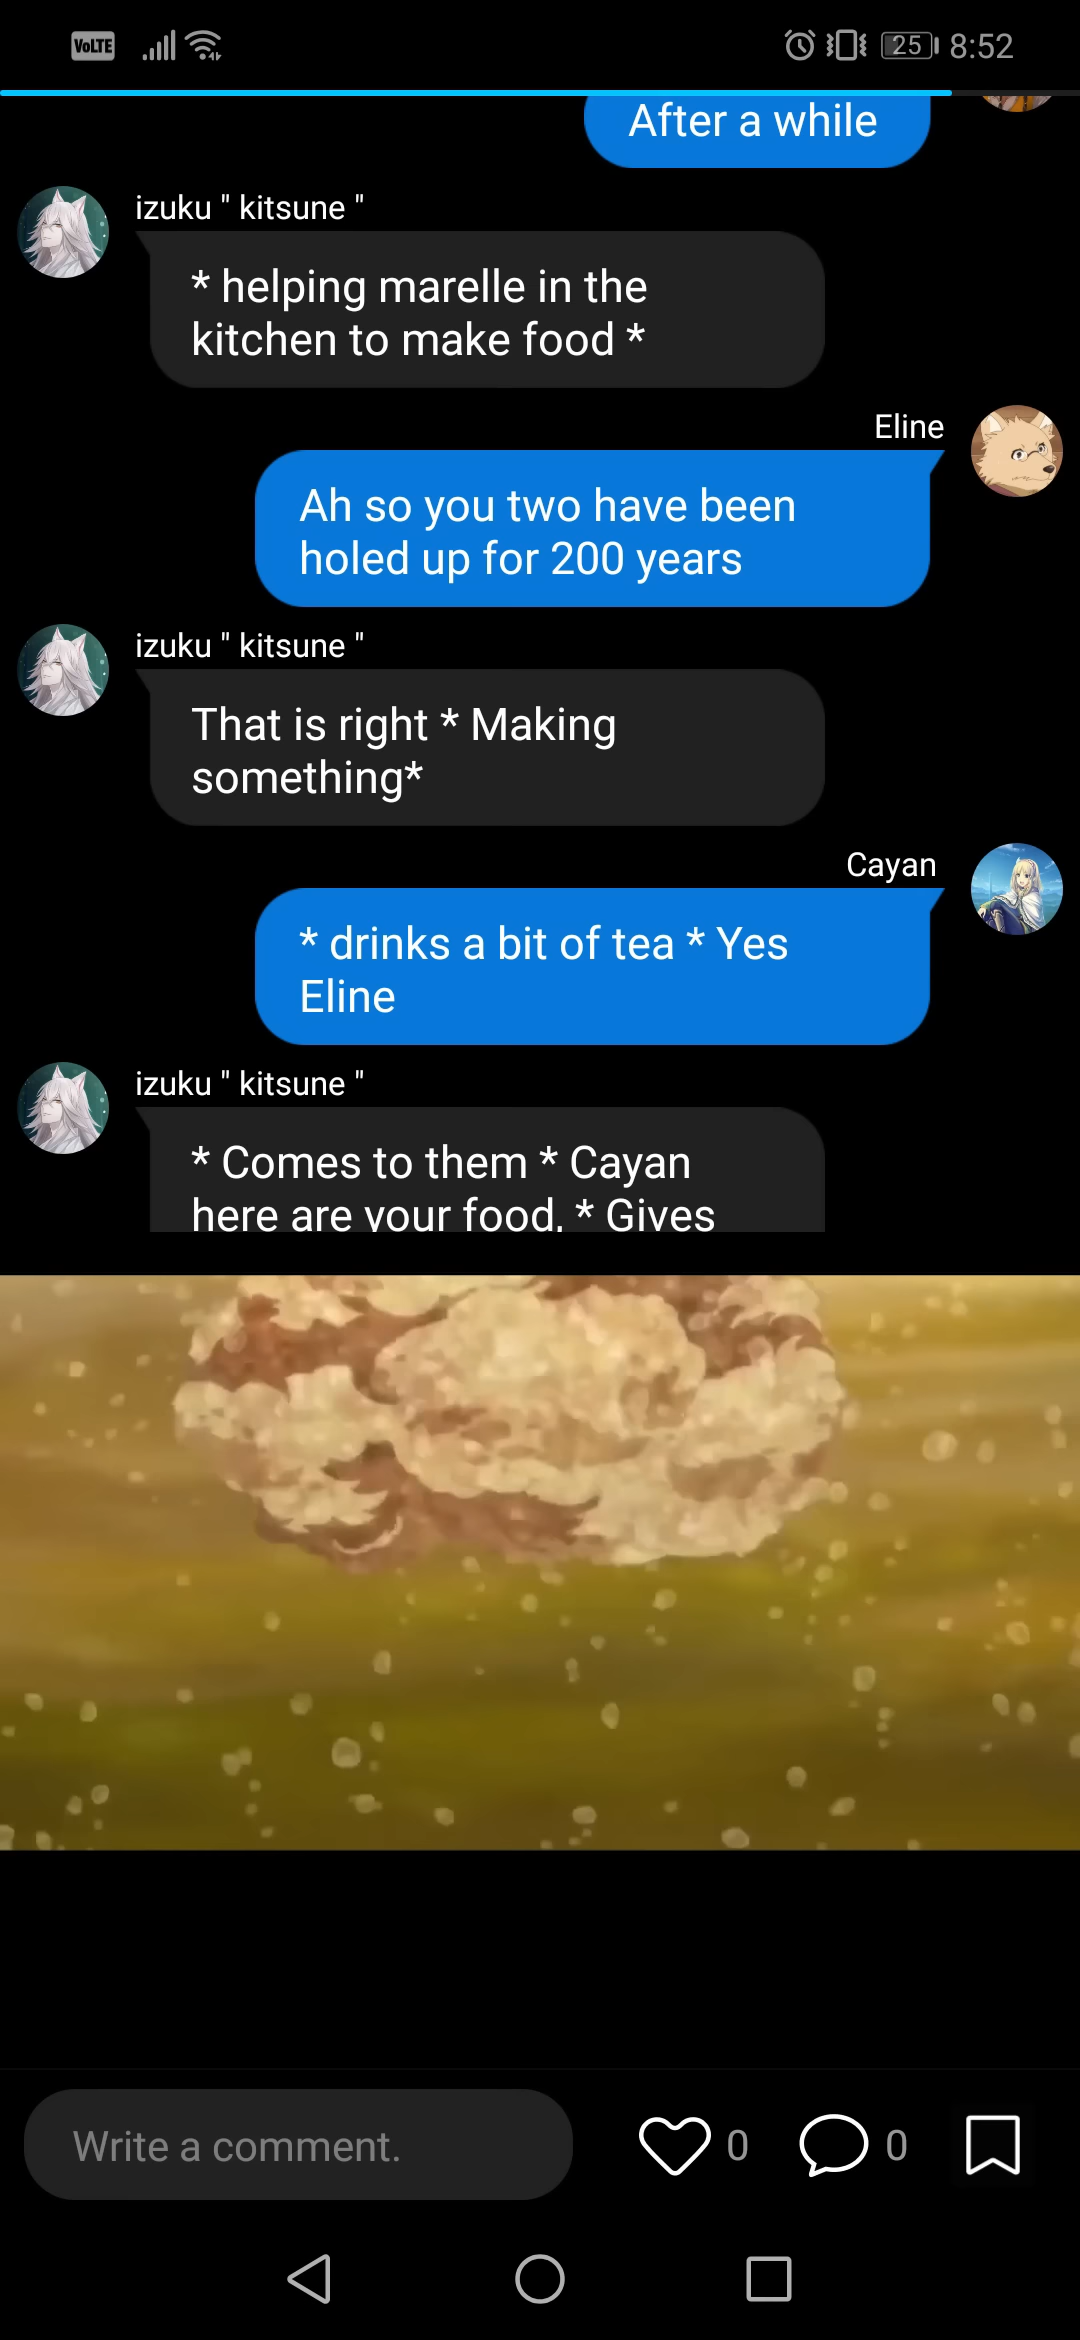 VoLTE
25
8:52
After a while
izuku " kitsune "
* helping marelle in the
kitchen to make food *
Eline
Ah so you two have been
holed up for 200 years
izuku " kitsune "
That is right * Making
something*
Cayan
* drinks a bit of tea * Yes
Eline
izuku " kitsune "
* Comes to them * Cayan
here are your food, * Gives
Write a comment.
0
0